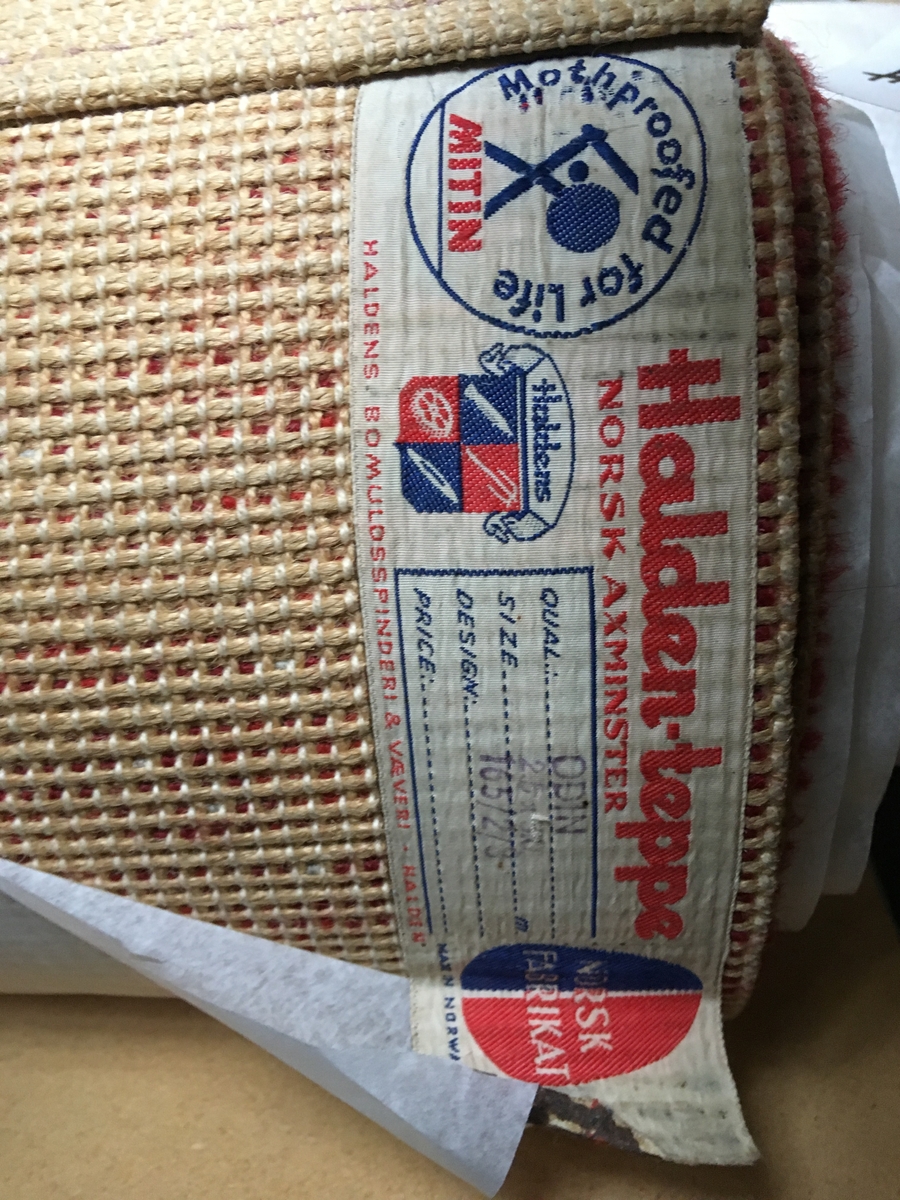 Mothproofed for Life
MITIN
Haldens
Halden-teppe
NORSK AXMINSTER
QUAL.: ODIN
SIZE m
DESIGN:
PRICE:
HALDENS BOMULDSSPINDERI & VÆVERI - HALDEN
NORSK
FABRIKAT